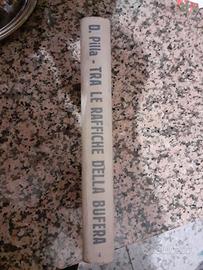 O. Pilla - TRA LE RAFFICHE DELLA BUFERA